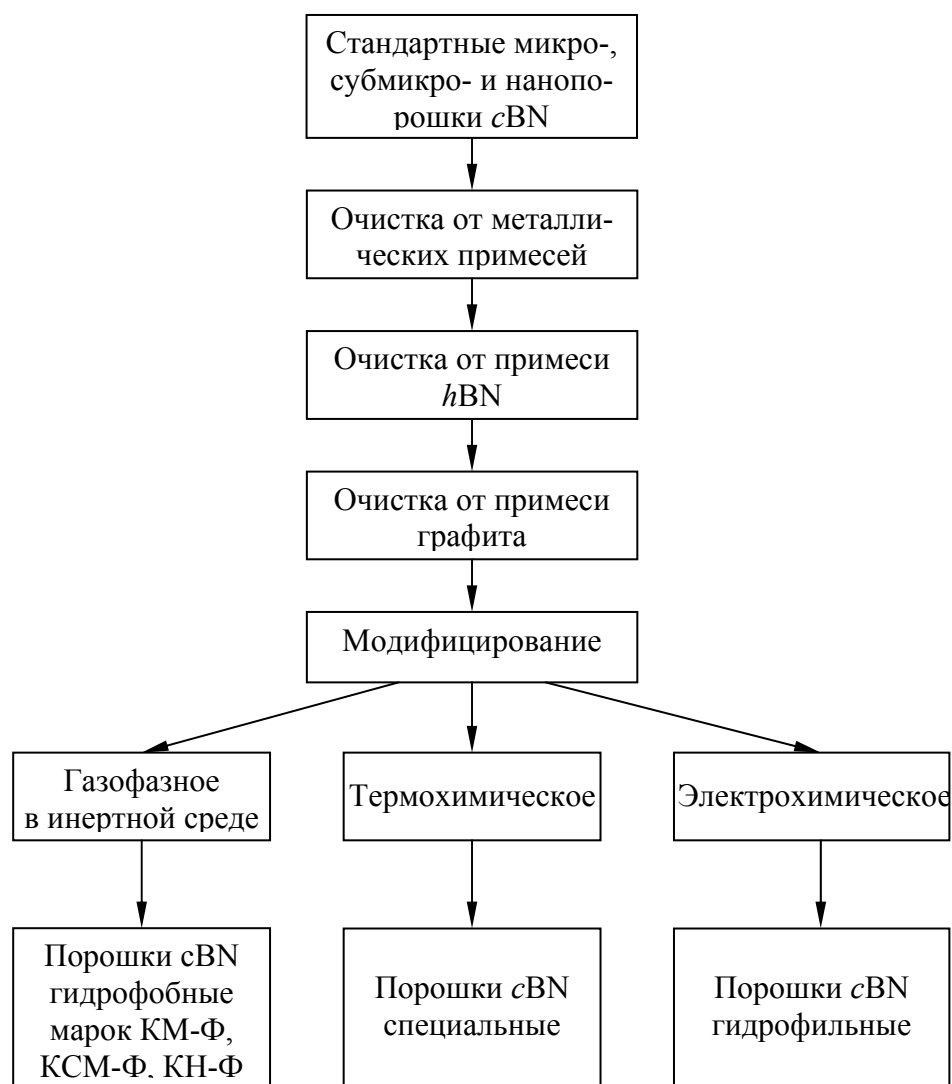 Стандартные микро-,
субмикро- и нанопо-
рошки cBN
Очистка от металли-
ческих примесей
Очистка от примеси
hBN
Очистка от примеси
графита
Модифицирование
Газофазное
в инертной среде
Термохимическое
Электрохимическое
Порошки cBN
гидрофобные
марок КМ-Ф,
КСМ-Ф, КН-Ф
Порошки cBN
специальные
Порошки cBN
гидрофильные